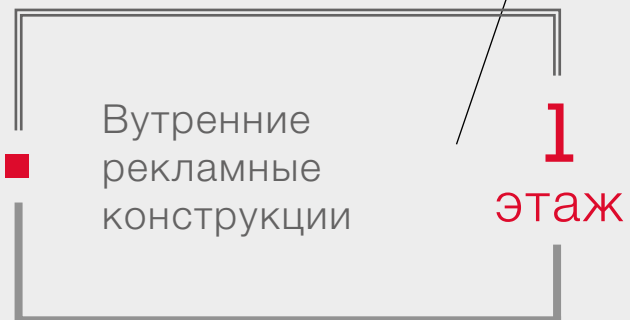 Вутренние
рекламные
конструкции
1
этаж